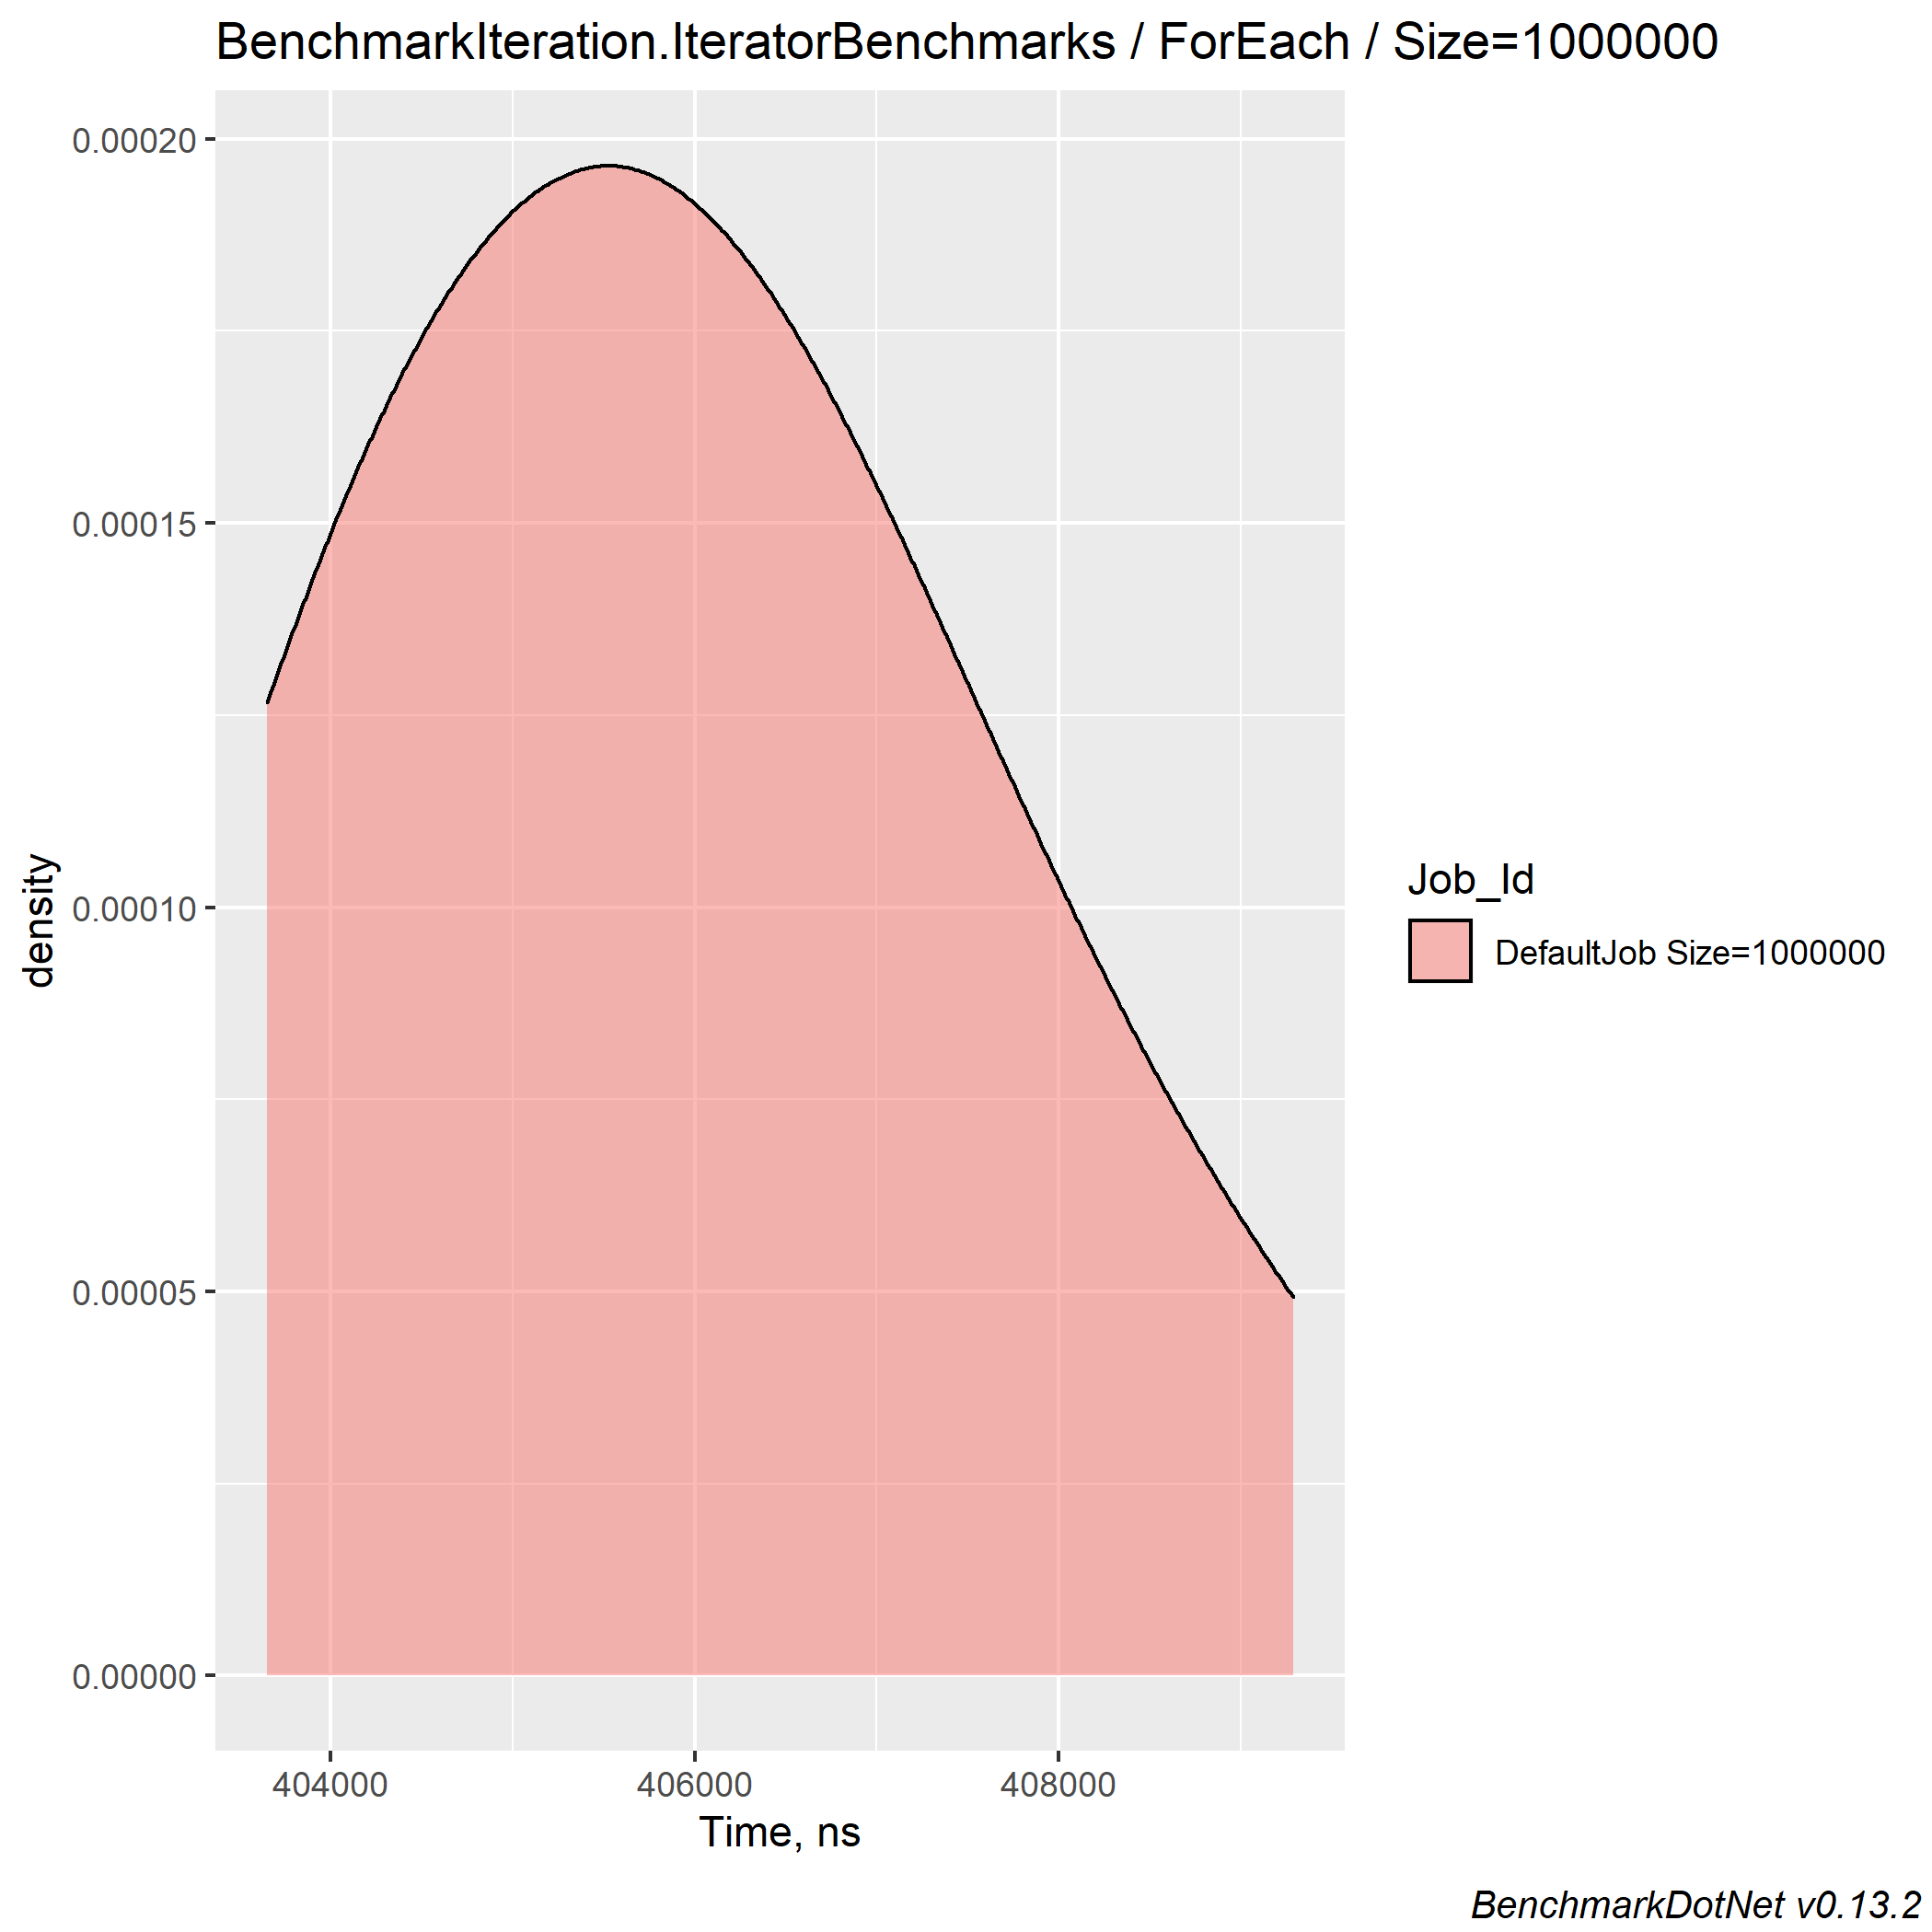 BenchmarkIteration.IteratorBenchmarks / ForEach / Size=1000000
0.00020
0.00015
0.00010
0.00005
0.00000
density
404000 406000 408000
Time, ns
Job_Id
DefaultJob Size=1000000
BenchmarkDotNet v0.13.2